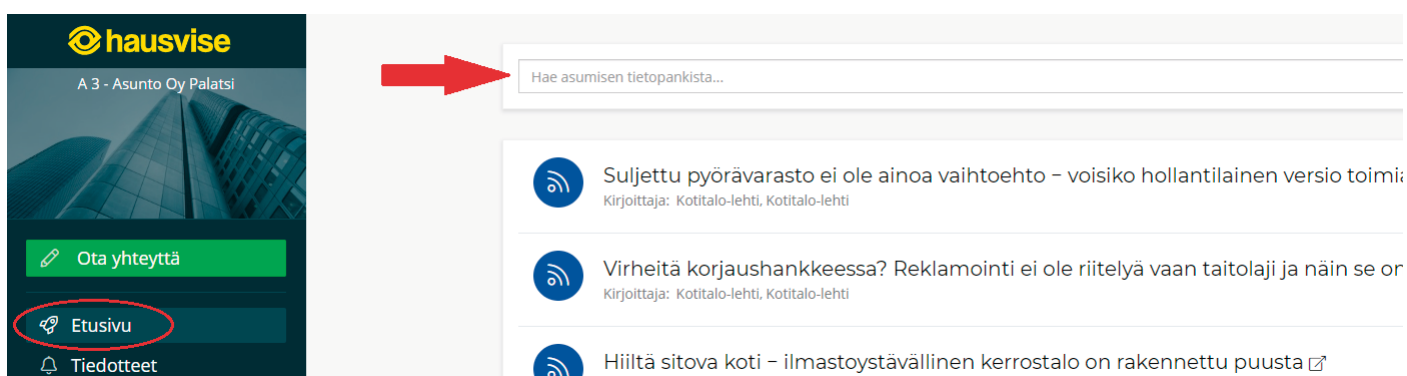 hausvise
A 3 - Asunto Oy Palatsi
Ota yhteyttä
Etusivu
Tiedotteet
Hae asumisen tietopankista...
Suljettu pyörävarasto ei ole ainoa vaihtoehto – voisiko hollantilainen versio toimia
Kirjoittaja: Kotitalo-lehti, Kotitalo-lehti
Virheitä korjaushankkeessa? Reklamointi ei ole riitelyä vaan taitolaji ja näin se on
Kirjoittaja: Kotitalo-lehti, Kotitalo-lehti
Hiiltä sitova koti – ilmastoystävällinen kerrostalo on rakennettu puusta